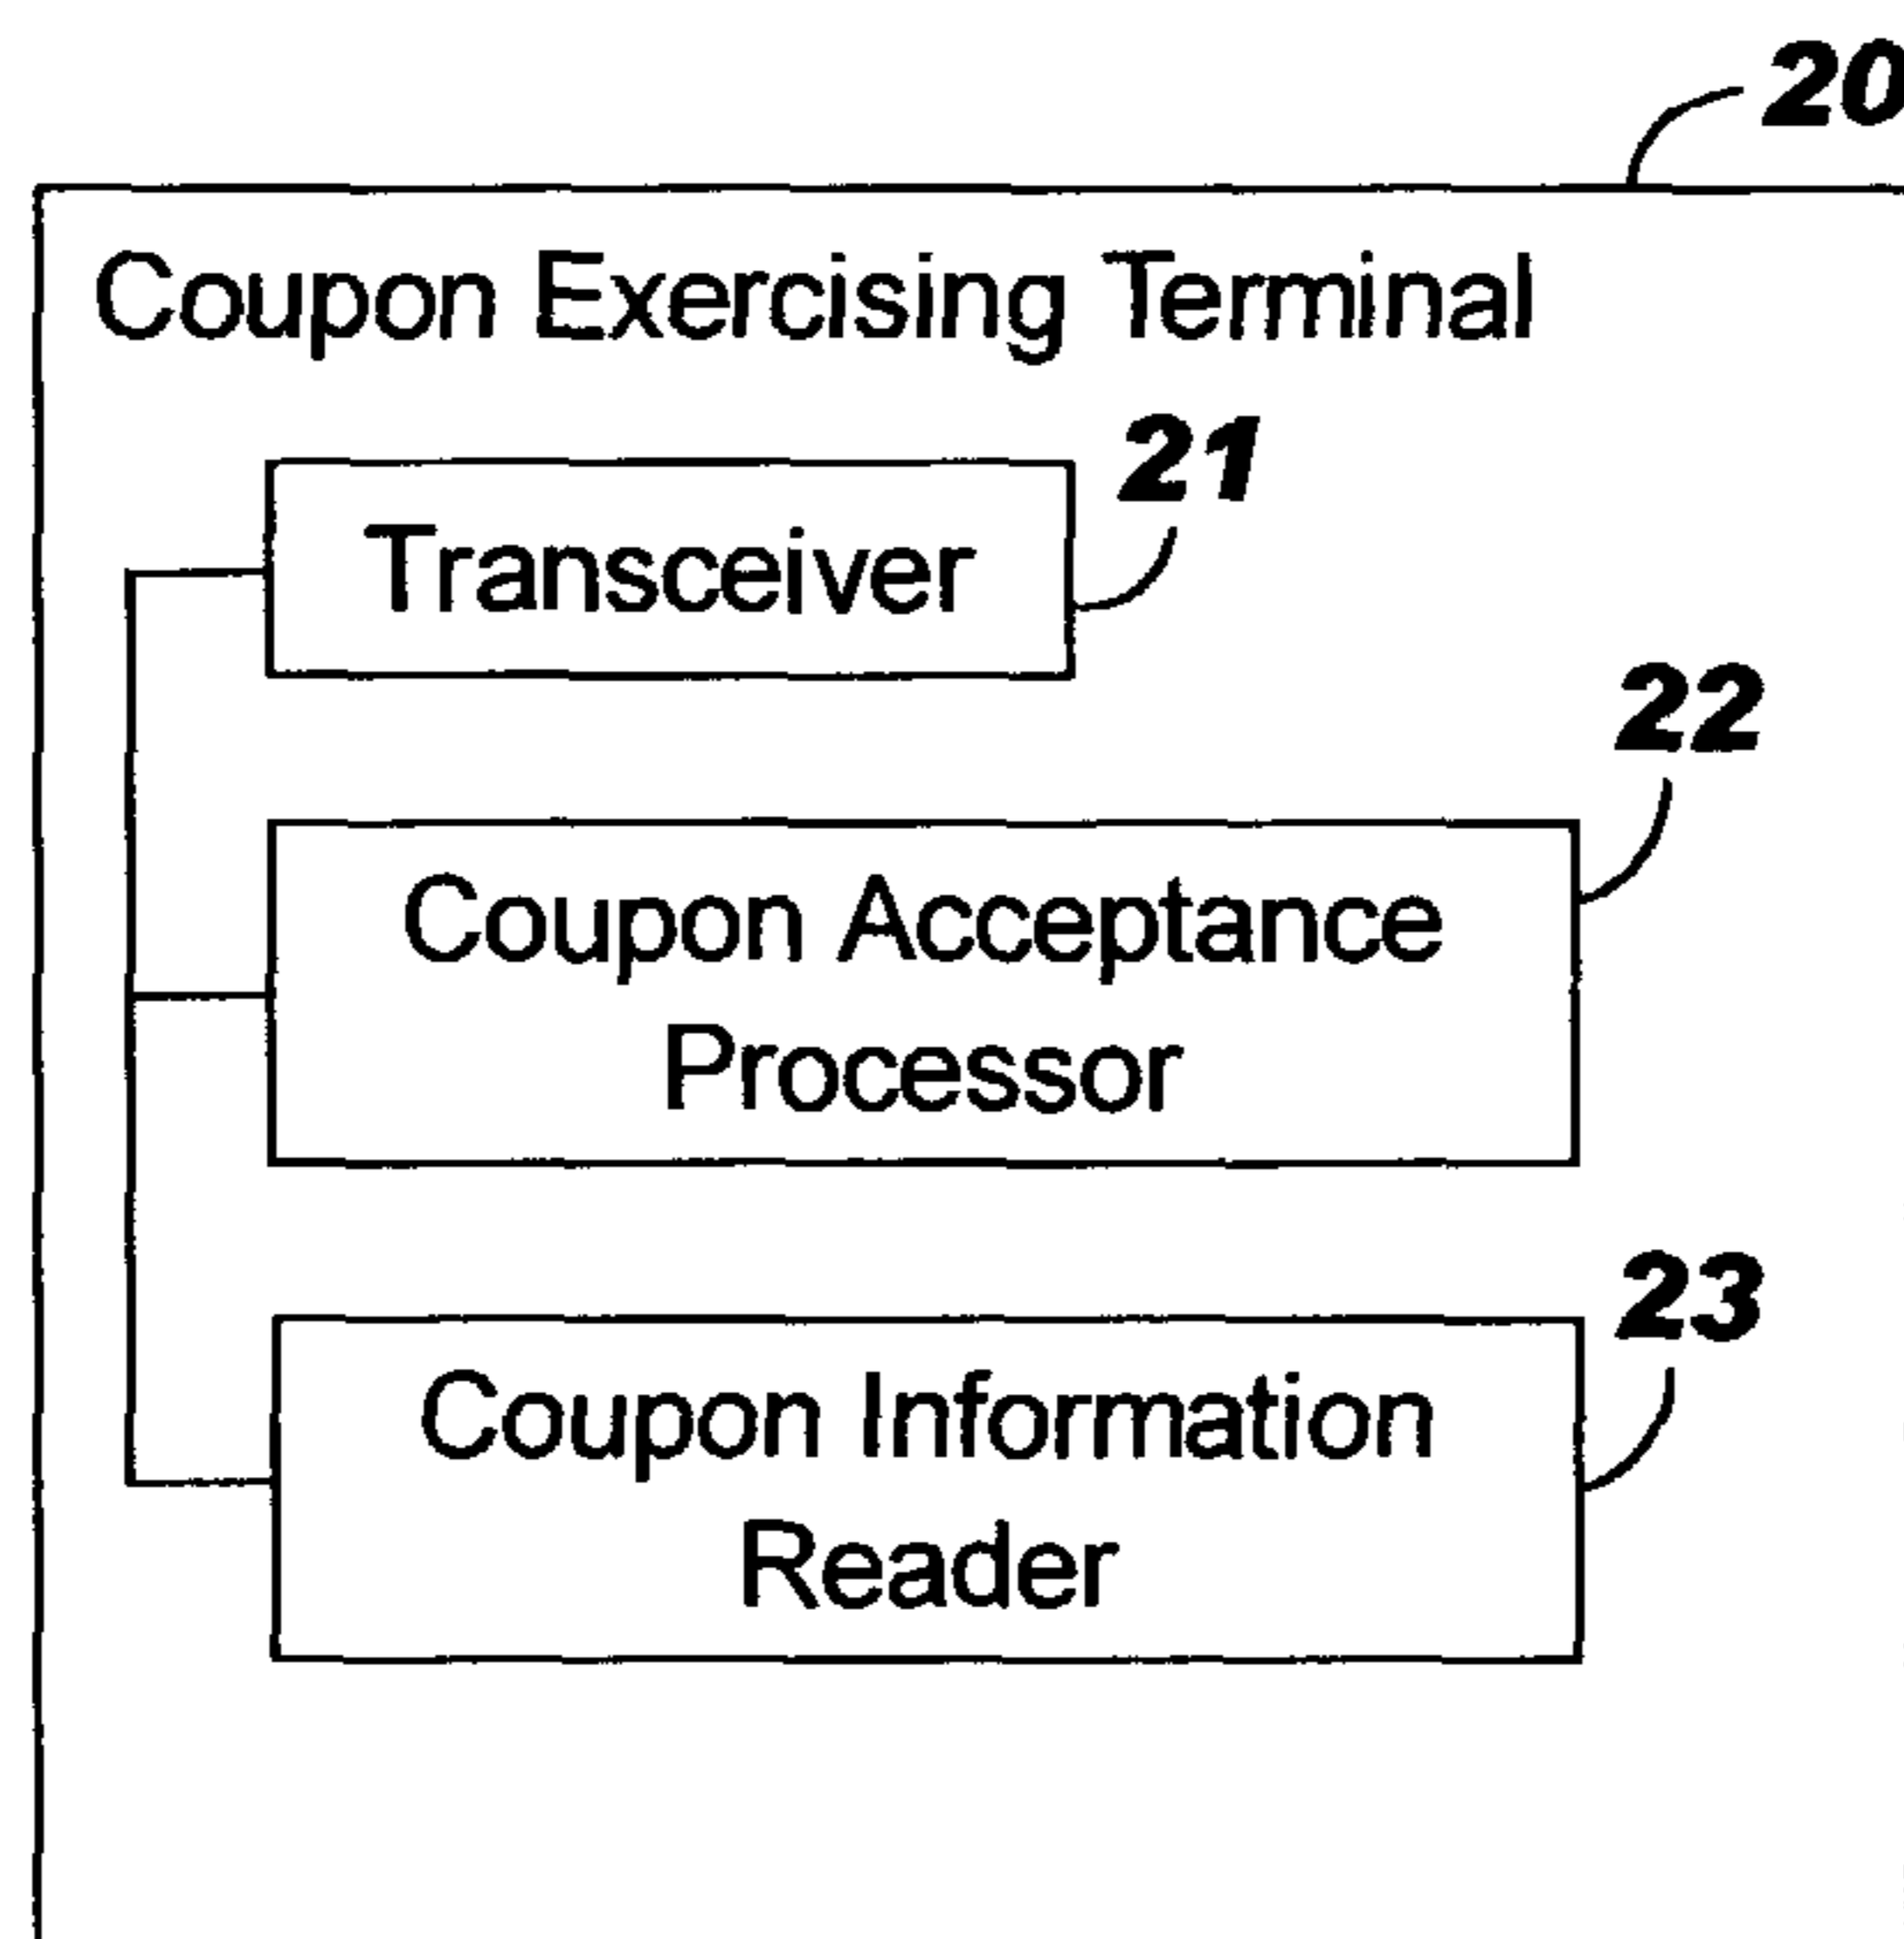 20
Coupon Exercising Terminal
21
Transceiver
22
Coupon Acceptance
Processor
23
Coupon Information
Reader